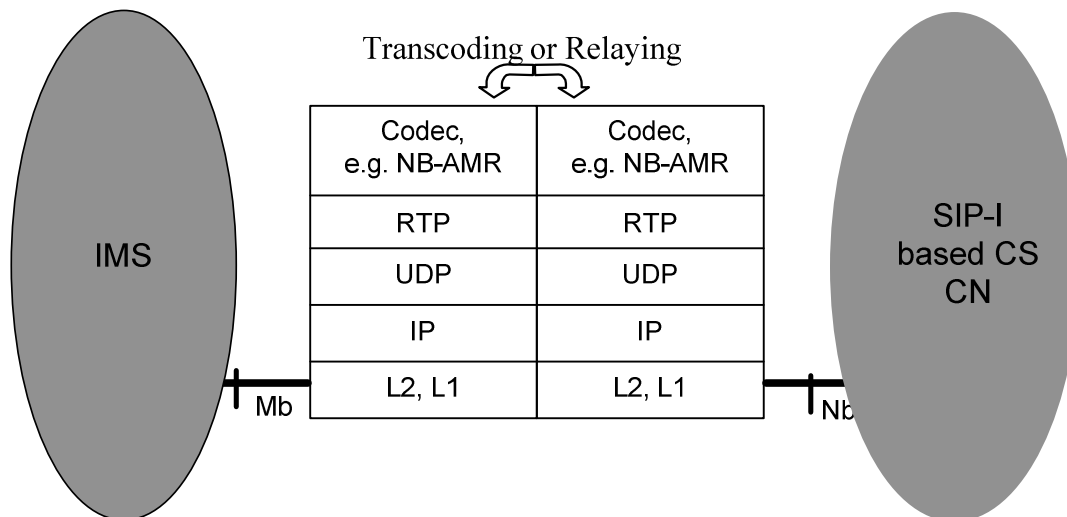 Transcoding or Relaying
Codec,
e.g. NB-AMR
Codec,
e.g. NB-AMR
RTP
RTP
UDP
UDP
IP
IP
L2, L1
L2, L1
IMS
SIP-I
based CS
CN
Mb
Nb